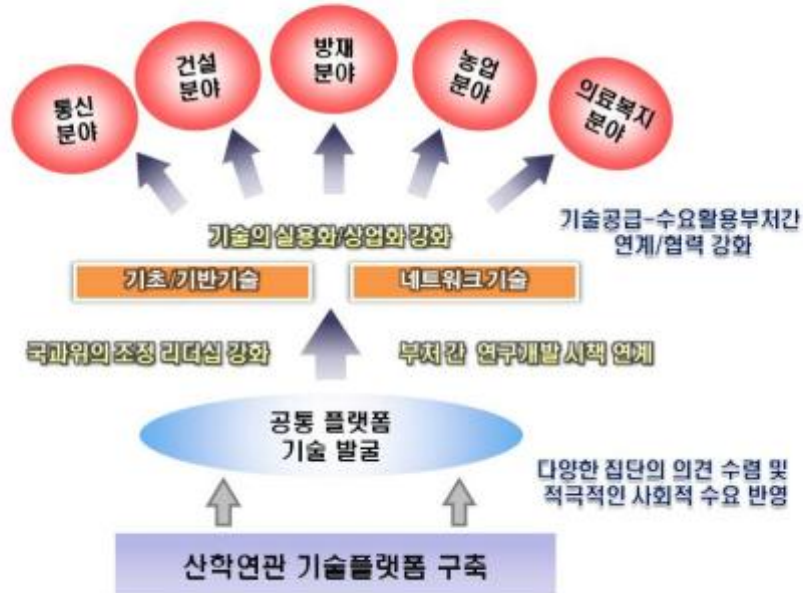 통신
분야
건설
분야
방재
분야
농업
분야
의료복지
분야
기술의 실용화/상업화 강화
기술공급-수요활용부처간
연계/협력 강화
기초/기반기술
네트워크기술
국과위의 조정 리더십 강화
부처 간 연구개발 시책 연계
공통 플랫폼
기술 발굴
다양한 집단의 의견 수렴 및
적극적인 사회적 수요 반영
산학연관 기술플랫폼 구축